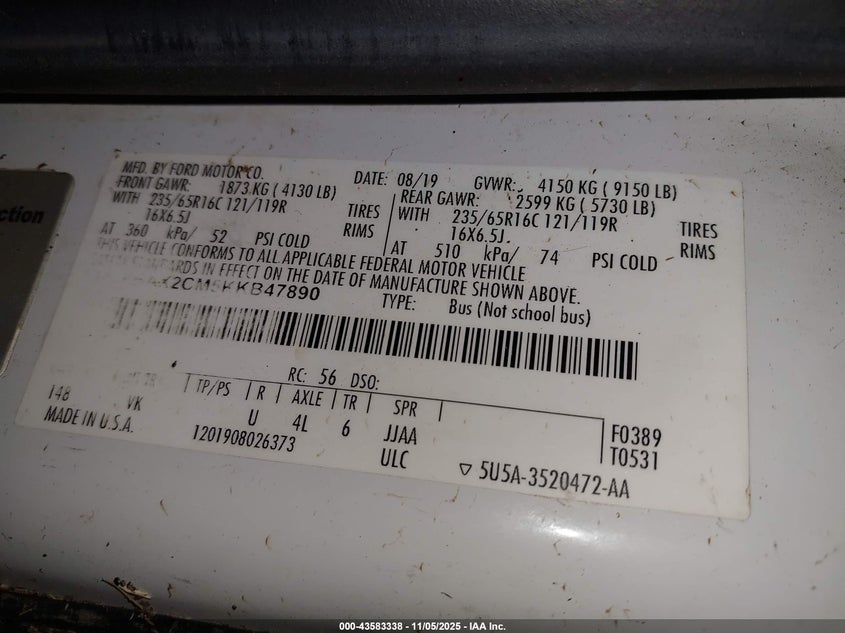 ction
MFD. BY FORD MOTOR CO. DATE: 08/19 GVWR: 4150 KG ( 9150 LB)
FRONT GAWR: 1873 KG ( 4130 LB) REAR GAWR: 2599 KG ( 5730 LB)
WITH 235/65R16C 121/119R TIRES WITH 235/65R16C 121/119R TIRES
16X6.5J RIMS 16X6.5J RIMS
AT 360 kPa/ 52 PSI COLD AT 510 kPa/ 74 PSI COLD
THIS VEHICLE CONFORMS TO ALL APPLICABLE FEDERAL MOTOR VEHICLE
STANDARDS IN EFFECT ON THE DATE OF MANUFACTURE SHOWN ABOVE.
2CM5KKB47890 TYPE: Bus (Not school bus)
RC: 56 DSO:
TR TP/PS R AXLE TR SPR
148 VK U 4L 6 JJAA F0389
MADE IN U.S.A. 1201908026373 ULC T0531
▽ 5U5A-3520472-AA
000-43583338 - 11/05/2025 - IAA Inc.